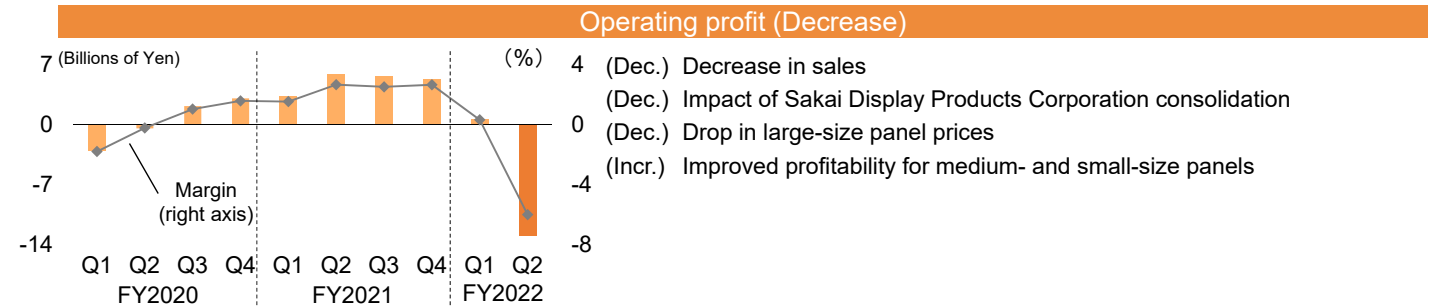 Operating profit (Decrease)
(Billions of Yen)
(%)
7
0
-7
-14
4
0
-4
-8
Margin
(right axis)
Q1 Q2 Q3 Q4 Q1 Q2 Q3 Q4 Q1 Q2
FY2020 FY2021 FY2022
(Dec.) Decrease in sales
(Dec.) Impact of Sakai Display Products Corporation consolidation
(Dec.) Drop in large-size panel prices
(Incr.) Improved profitability for medium- and small-size panels